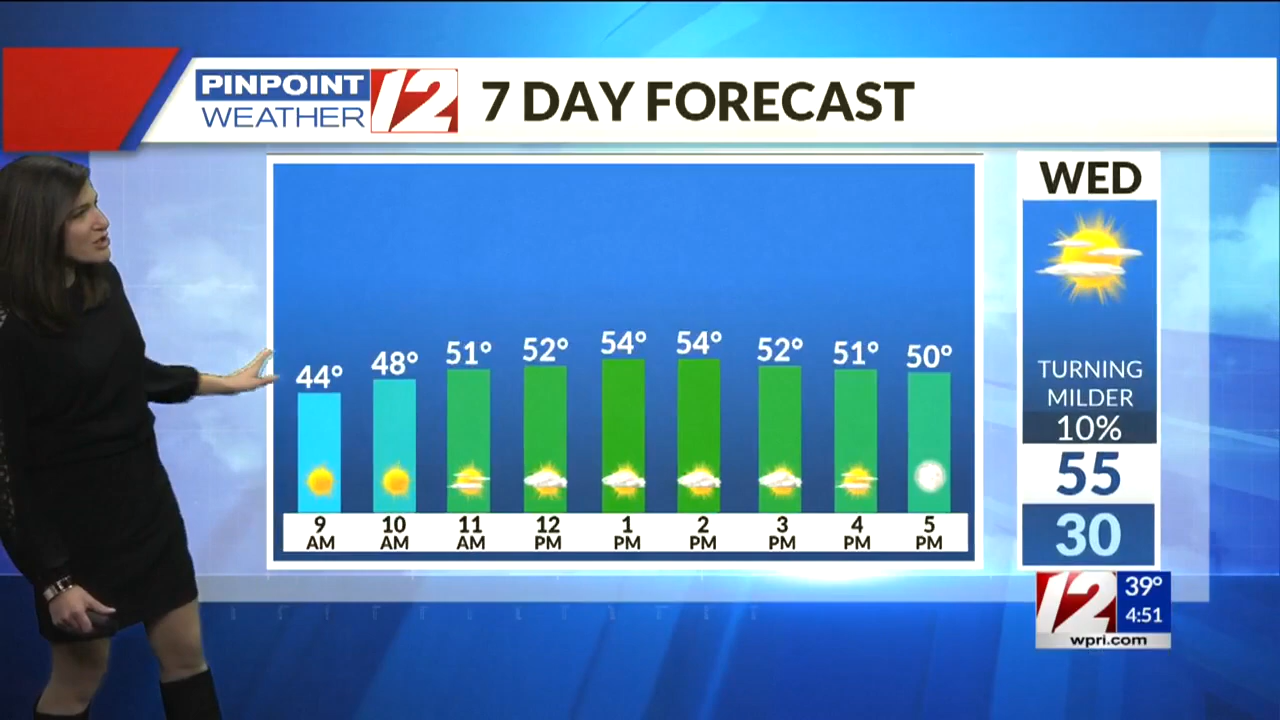 PINPOINT
WEATHER 12
7 DAY FORECAST
WED
TURNING
MILDER
10%
55
30
44° 48° 51° 52° 54° 54° 52° 51° 50°
9 10 11 12 1 2 3 4 5
AM AM AM PM PM PM PM PM PM
12
39°
4:51
wpri.com